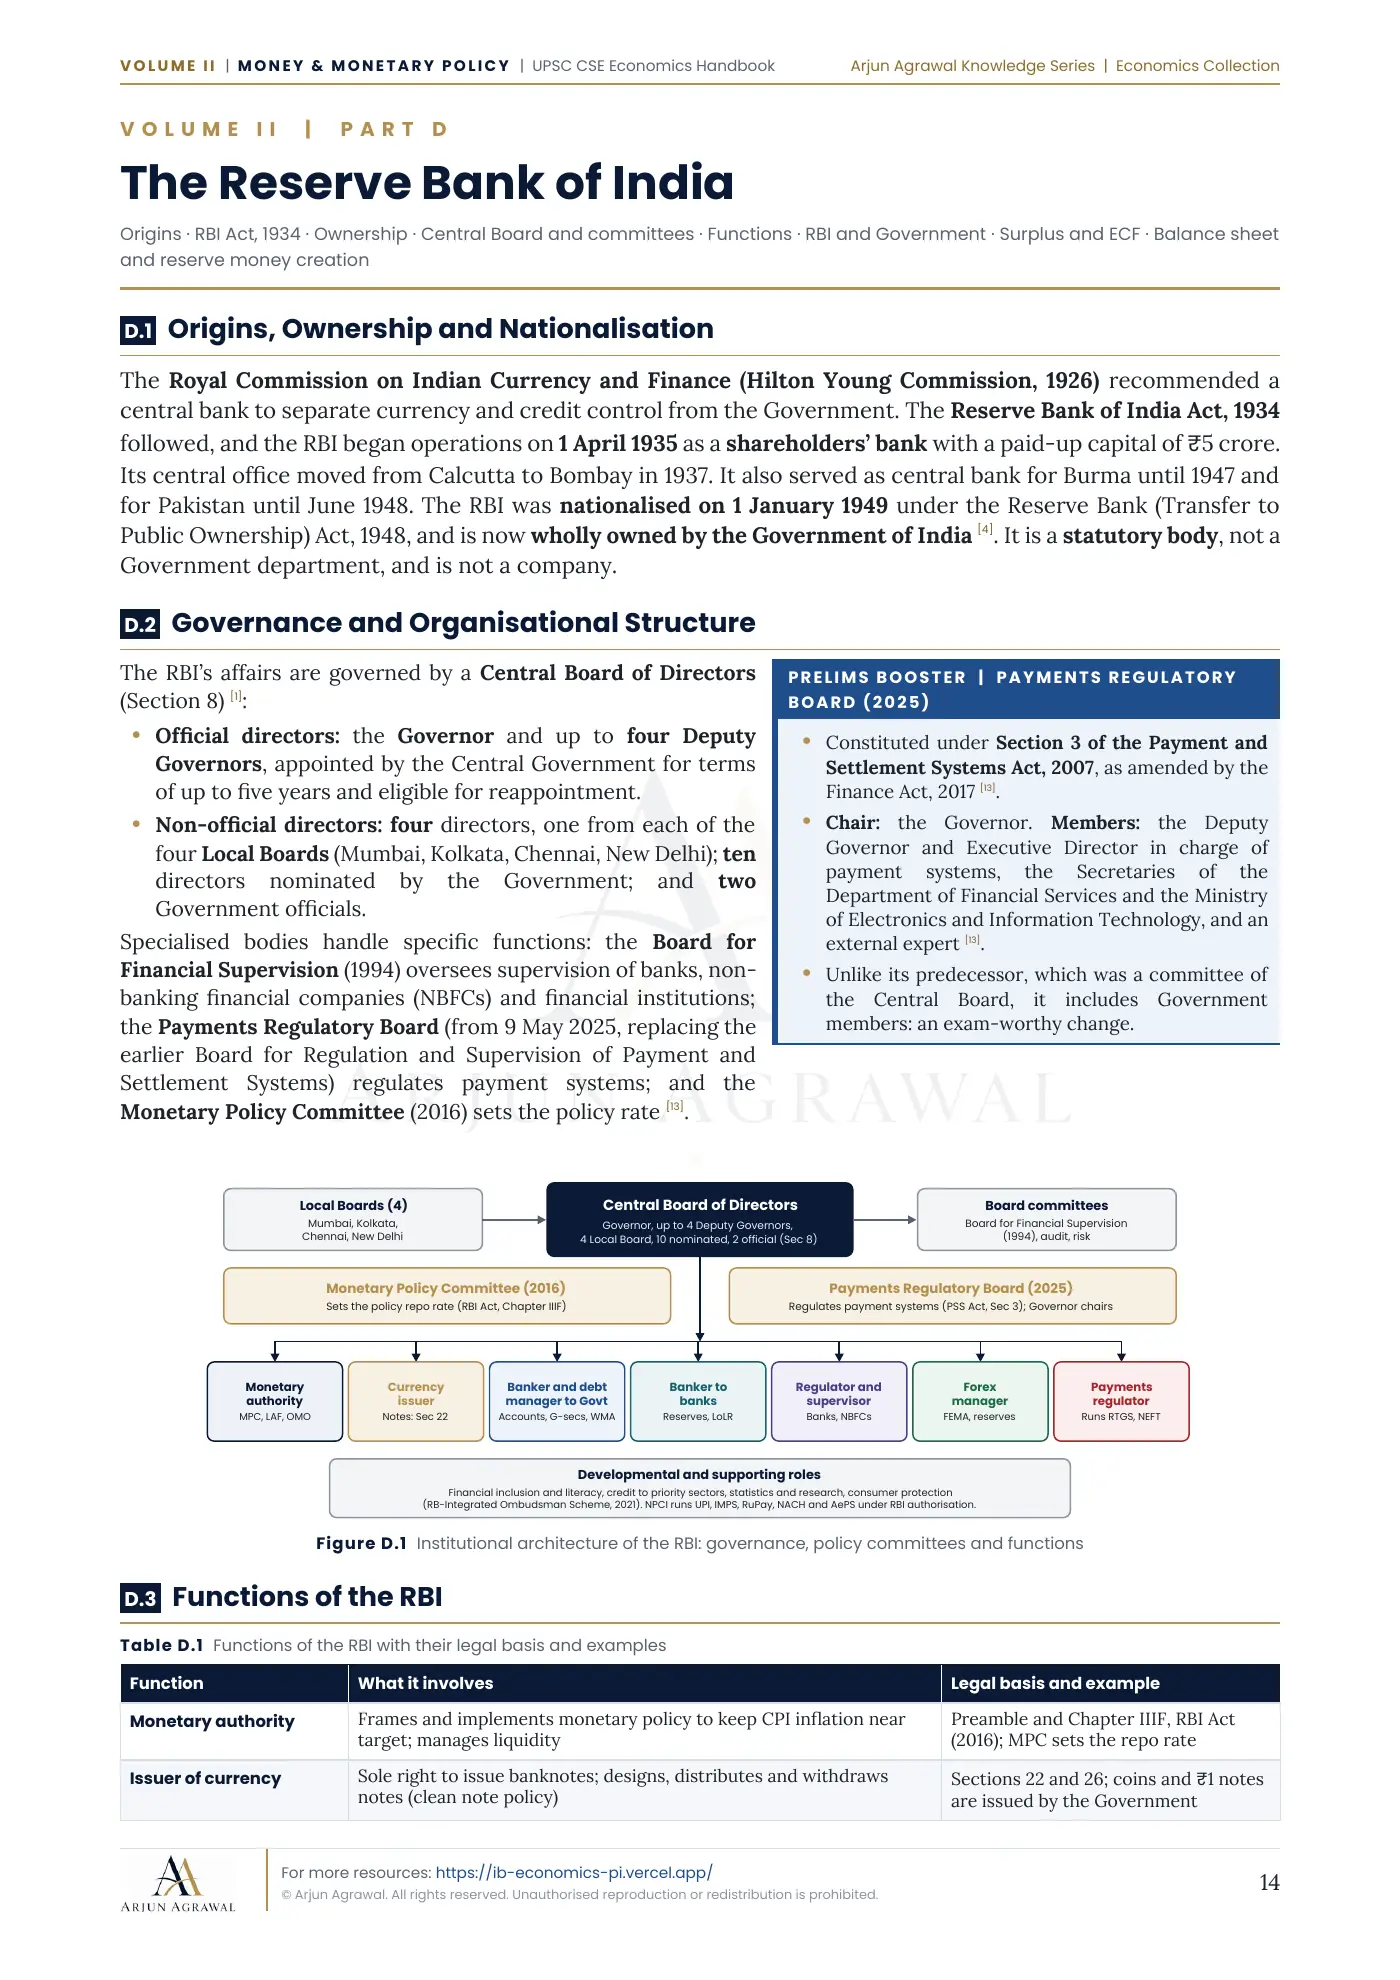 VOLUME II | MONEY & MONETARY POLICY | UPSC CSE Economics Handbook
Arjun Agrawal Knowledge Series | Economics Collection
VOLUME II | PART D
The Reserve Bank of India
Origins · RBI Act, 1934 · Ownership · Central Board and committees · Functions · RBI and Government · Surplus and ECF · Balance sheet
and reserve money creation
D.1 Origins, Ownership and Nationalisation
The Royal Commission on Indian Currency and Finance (Hilton Young Commission, 1926) recommended a
central bank to separate currency and credit control from the Government. The Reserve Bank of India Act, 1934
followed, and the RBI began operations on 1 April 1935 as a shareholders’ bank with a paid-up capital of ₹5 crore.
Its central office moved from Calcutta to Bombay in 1937. It also served as central bank for Burma until 1947 and
for Pakistan until June 1948. The RBI was nationalised on 1 January 1949 under the Reserve Bank (Transfer to
Public Ownership) Act, 1948, and is now wholly owned by the Government of India [4]. It is a statutory body, not a
Government department, and is not a company.
D.2 Governance and Organisational Structure
The RBI’s affairs are governed by a Central Board of Directors
(Section 8) [1]:
• Official directors: the Governor and up to four Deputy
Governors, appointed by the Central Government for terms
of up to five years and eligible for reappointment.
• Non-official directors: four directors, one from each of the
four Local Boards (Mumbai, Kolkata, Chennai, New Delhi); ten
directors nominated by the Government; and two
Government officials.
Specialised bodies handle specific functions: the Board for
Financial Supervision (1994) oversees supervision of banks, non-
banking financial companies (NBFCs) and financial institutions;
the Payments Regulatory Board (from 9 May 2025, replacing the
earlier Board for Regulation and Supervision of Payment and
Settlement Systems) regulates payment systems; and the
Monetary Policy Committee (2016) sets the policy rate [13].
PRELIMS BOOSTER | PAYMENTS REGULATORY
BOARD (2025)
• Constituted under Section 3 of the Payment and
Settlement Systems Act, 2007, as amended by the
Finance Act, 2017 [13].
• Chair: the Governor. Members: the Deputy
Governor and Executive Director in charge of
payment systems, the Secretaries of the
Department of Financial Services and the Ministry
of Electronics and Information Technology, and an
external expert [13].
• Unlike its predecessor, which was a committee of
the Central Board, it includes Government
members: an exam-worthy change.
ARJUN AGRAWAL
Local Boards (4)
Mumbai, Kolkata,
Chennai, New Delhi
Central Board of Directors
Governor, up to 4 Deputy Governors,
4 Local Board, 10 nominated, 2 official (Sec 8)
Board committees
Board for Financial Supervision
(1994), audit, risk
Monetary Policy Committee (2016)
Sets the policy repo rate (RBI Act, Chapter IIIF)
Payments Regulatory Board (2025)
Regulates payment systems (PSS Act, Sec 3); Governor chairs
Monetary
authority
MPC, LAF, OMO
Currency
issuer
Notes: Sec 22
Banker and debt
manager to Govt
Accounts, G-secs, WMA
Banker to
banks
Reserves, LoLR
Regulator and
supervisor
Banks, NBFCs
Forex
manager
FEMA, reserves
Payments
regulator
Runs RTGS, NEFT
Developmental and supporting roles
Financial inclusion and literacy, credit to priority sectors, statistics and research, consumer protection
(RB-Integrated Ombudsman Scheme, 2021). NPCI runs UPI, IMPS, RuPay, NACH and AePS under RBI authorisation.
Figure D.1 Institutional architecture of the RBI: governance, policy committees and functions
D.3 Functions of the RBI
Table D.1 Functions of the RBI with their legal basis and examples
Function
What it involves
Legal basis and example
Monetary authority
Frames and implements monetary policy to keep CPI inflation near
target; manages liquidity
Preamble and Chapter IIIF, RBI Act
(2016); MPC sets the repo rate
Issuer of currency
Sole right to issue banknotes; designs, distributes and withdraws
notes (clean note policy)
Sections 22 and 26; coins and ₹1 notes
are issued by the Government
ARJUN AGRAWAL
For more resources: https://ib-economics-pi.vercel.app/
© Arjun Agrawal. All rights reserved. Unauthorised reproduction or redistribution is prohibited.
14